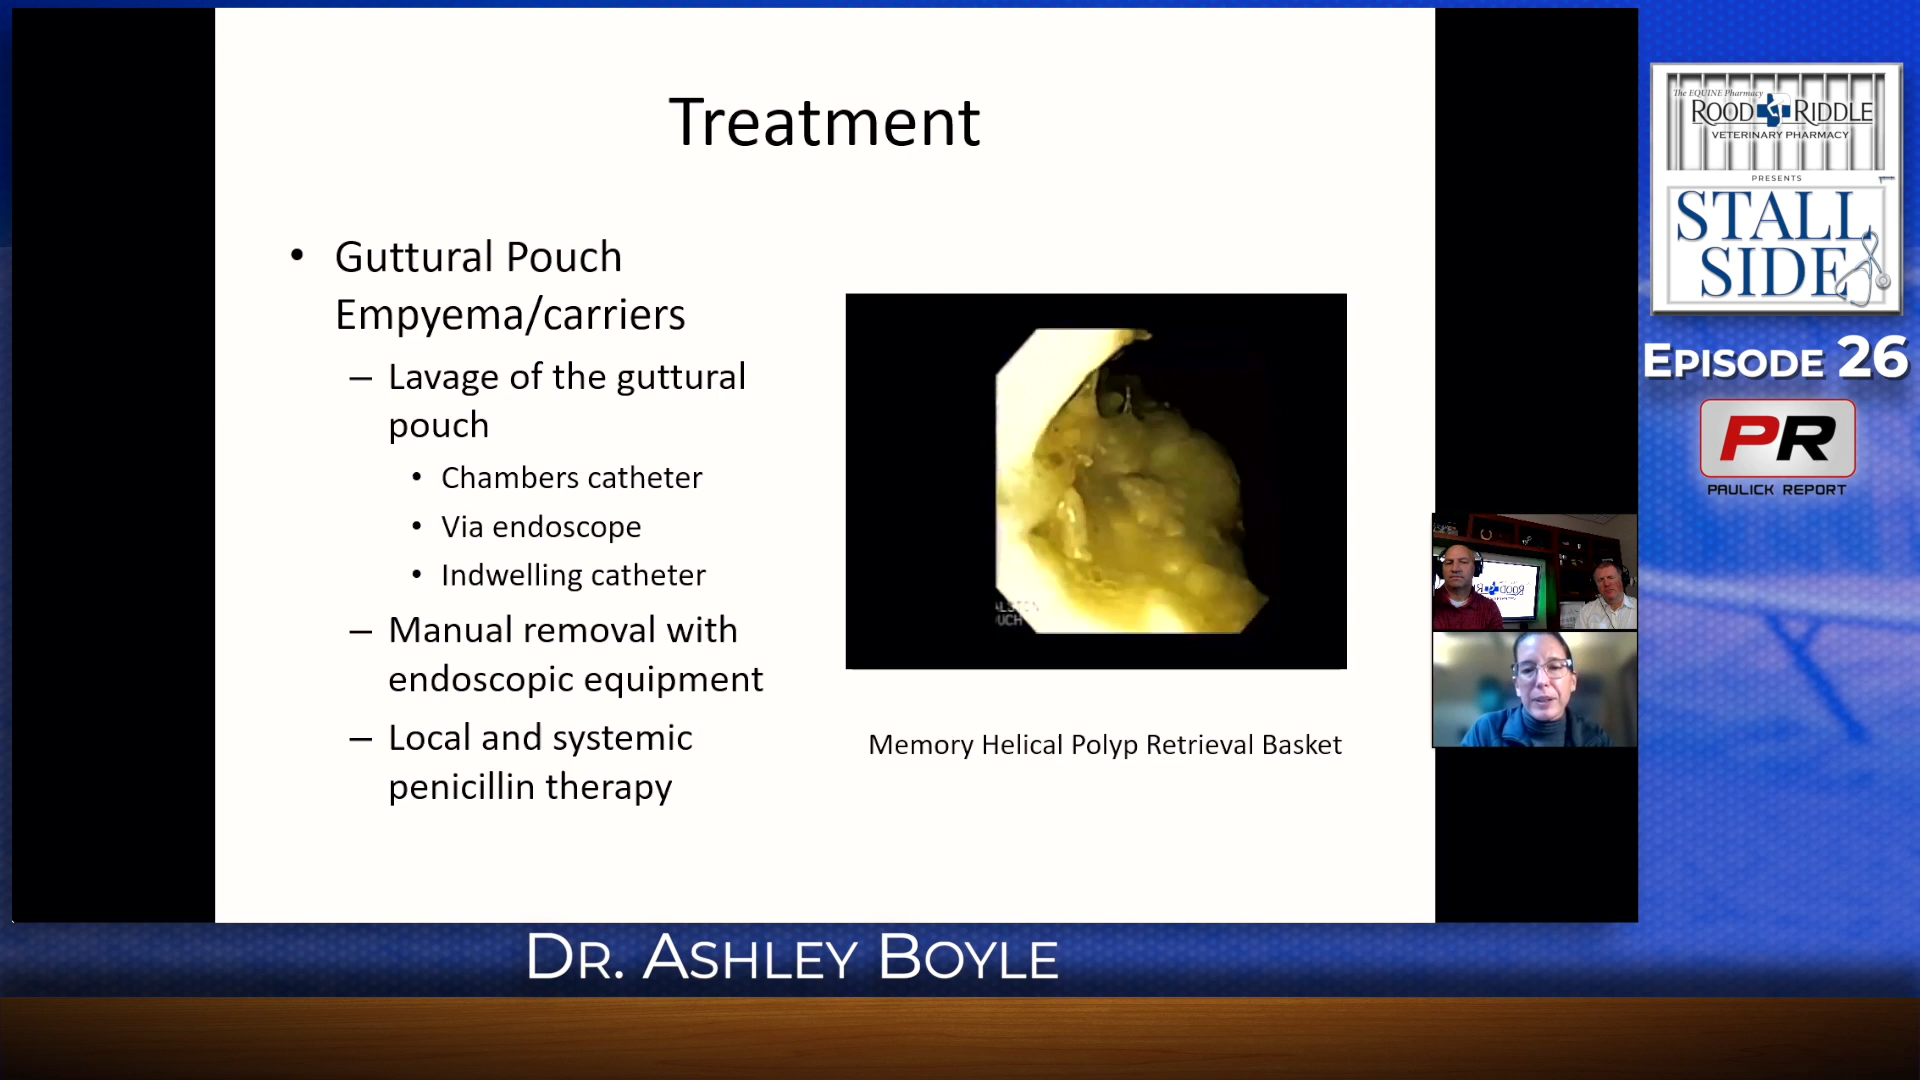 Treatment
• Guttural Pouch
Empyema/carriers
– Lavage of the guttural
pouch
• Chambers catheter
• Via endoscope
• Indwelling catheter
– Manual removal with
endoscopic equipment
– Local and systemic
penicillin therapy
Memory Helical Polyp Retrieval Basket
The EQUINE Pharmacy
ROOD RIDDLE
VETERINARY PHARMACY
PRESENTS
STALL
SIDE
EPISODE 26
PR
PAULICK REPORT
DR. ASHLEY BOYLE